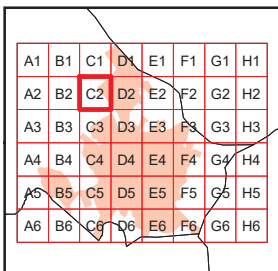 A1 B1 C1 D1 E1 F1 G1 H1
A2 B2 C2 D2 E2 F2 G2 H2
A3 B3 C3 D3 E3 F3 G3 H3
A4 B4 C4 D4 E4 F4 G4 H4
A5 B5 C5 D5 E5 F5 G5 H5
A6 B6 C6 D6 E6 F6 G6 H6